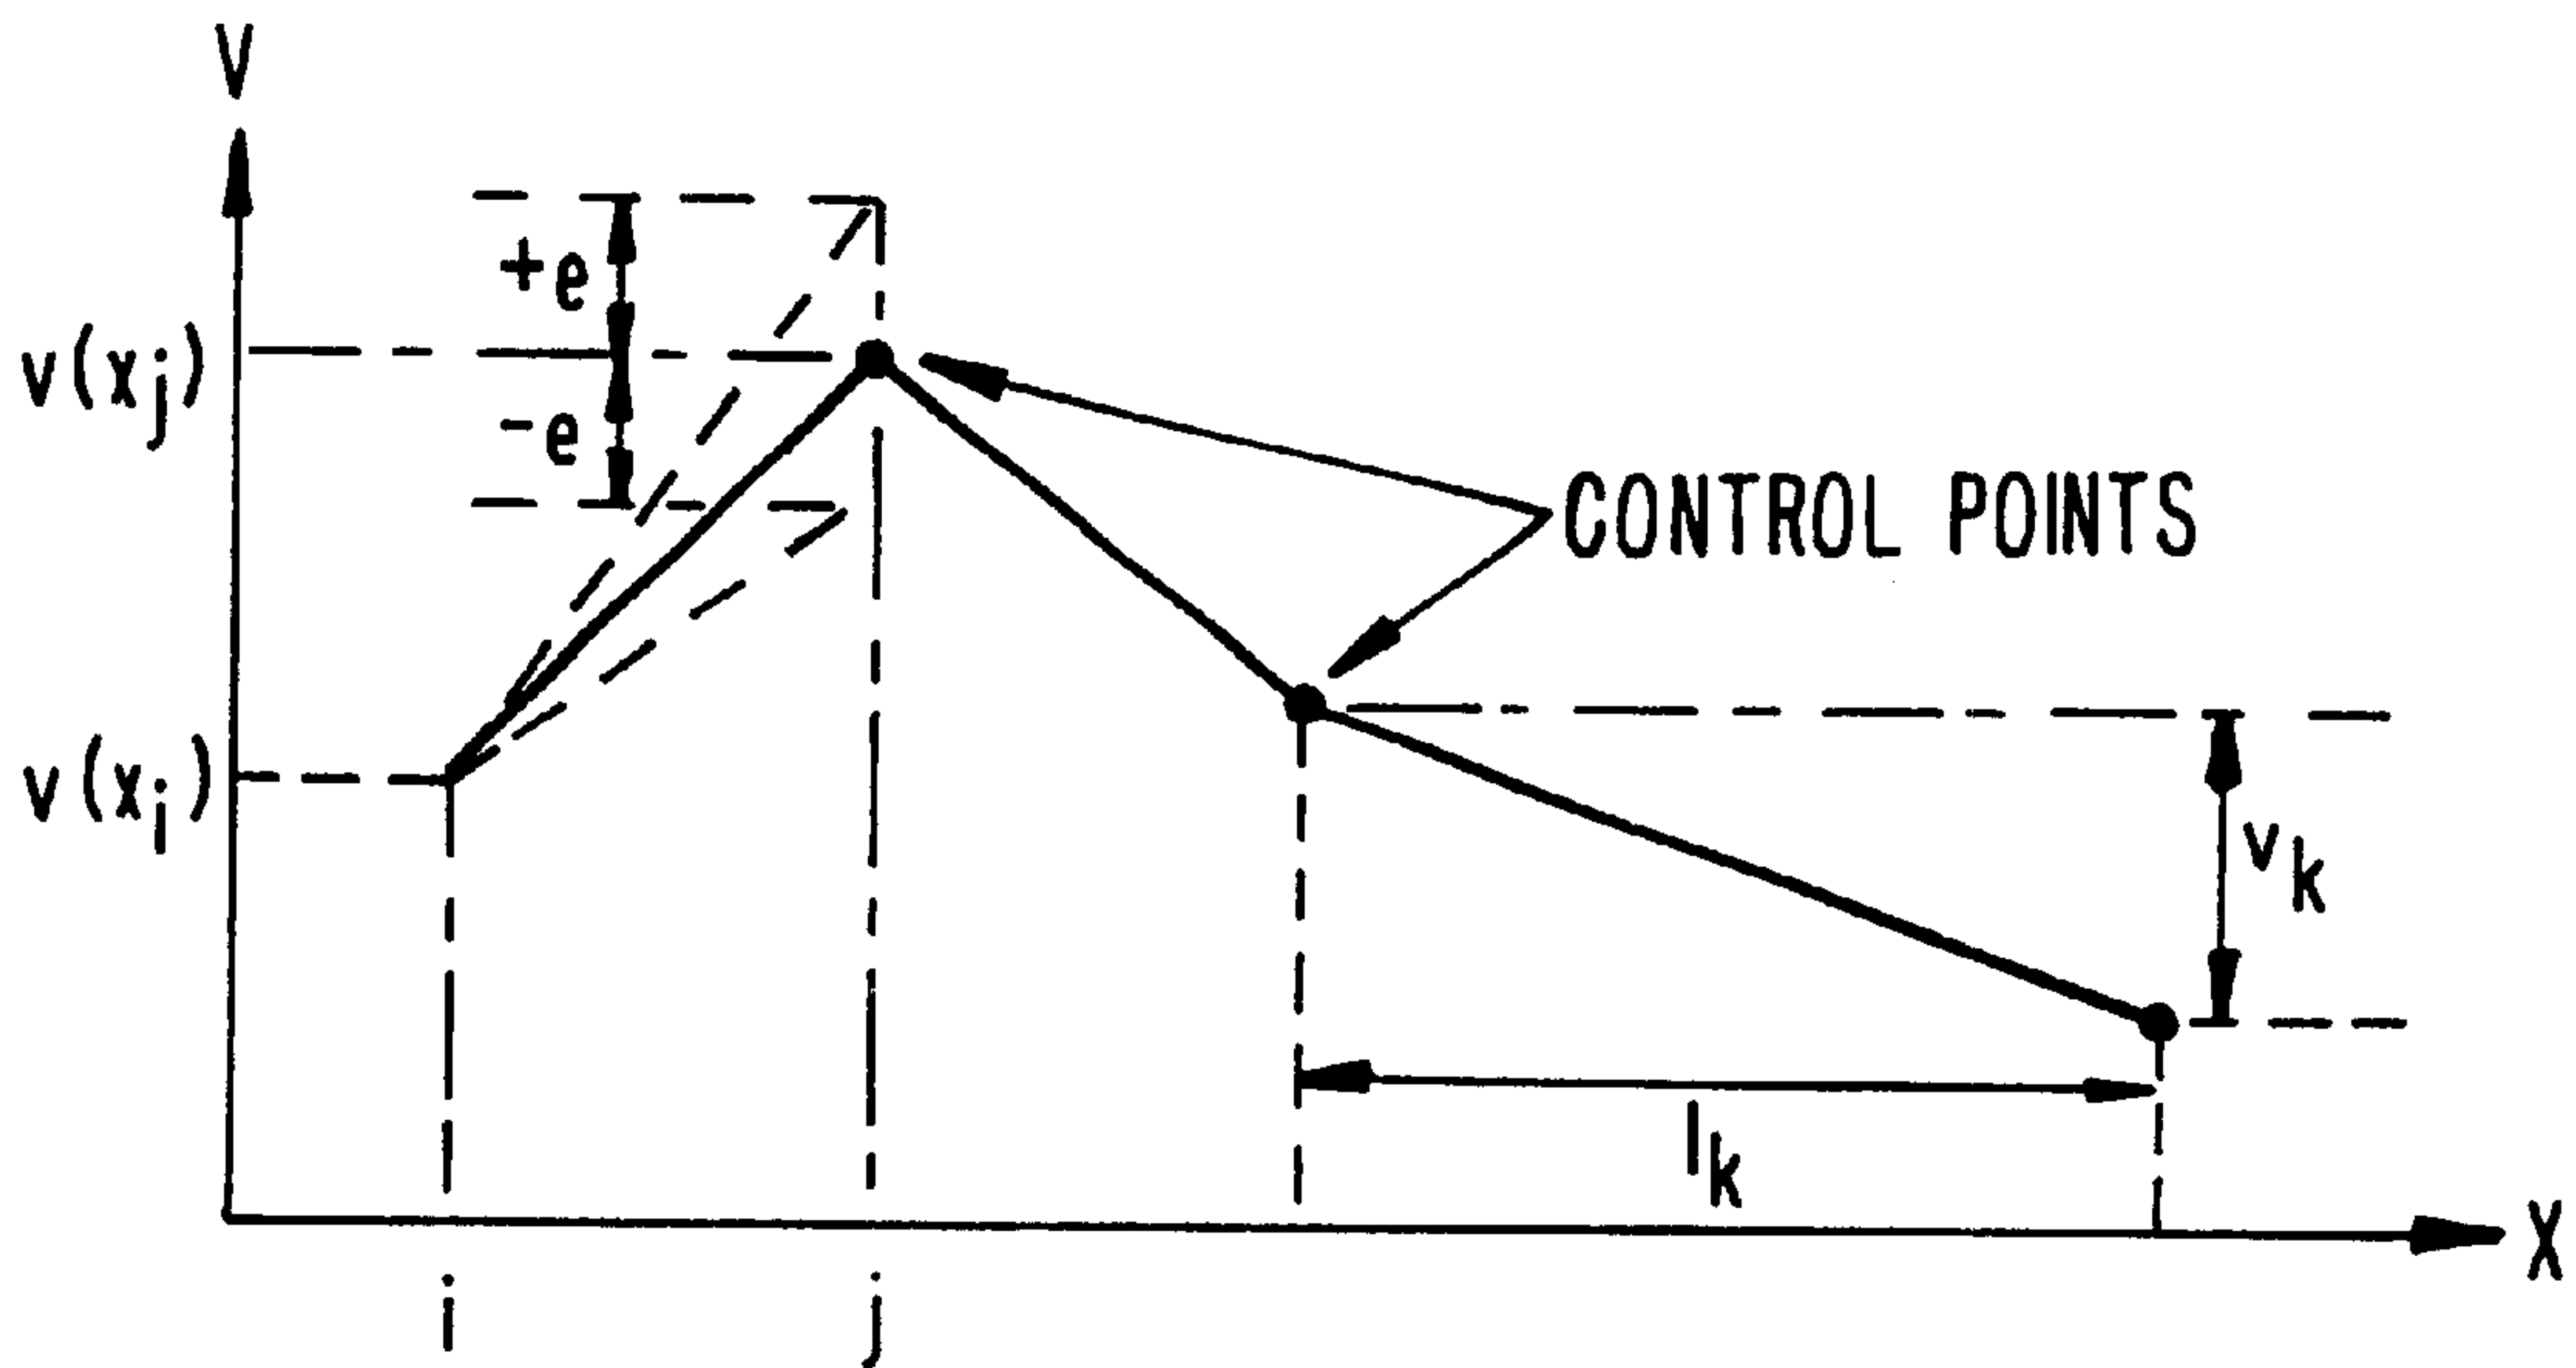 V
+e
v(xj)
-e
CONTROL POINTS
v(xi)
vk
lk
X
i
j